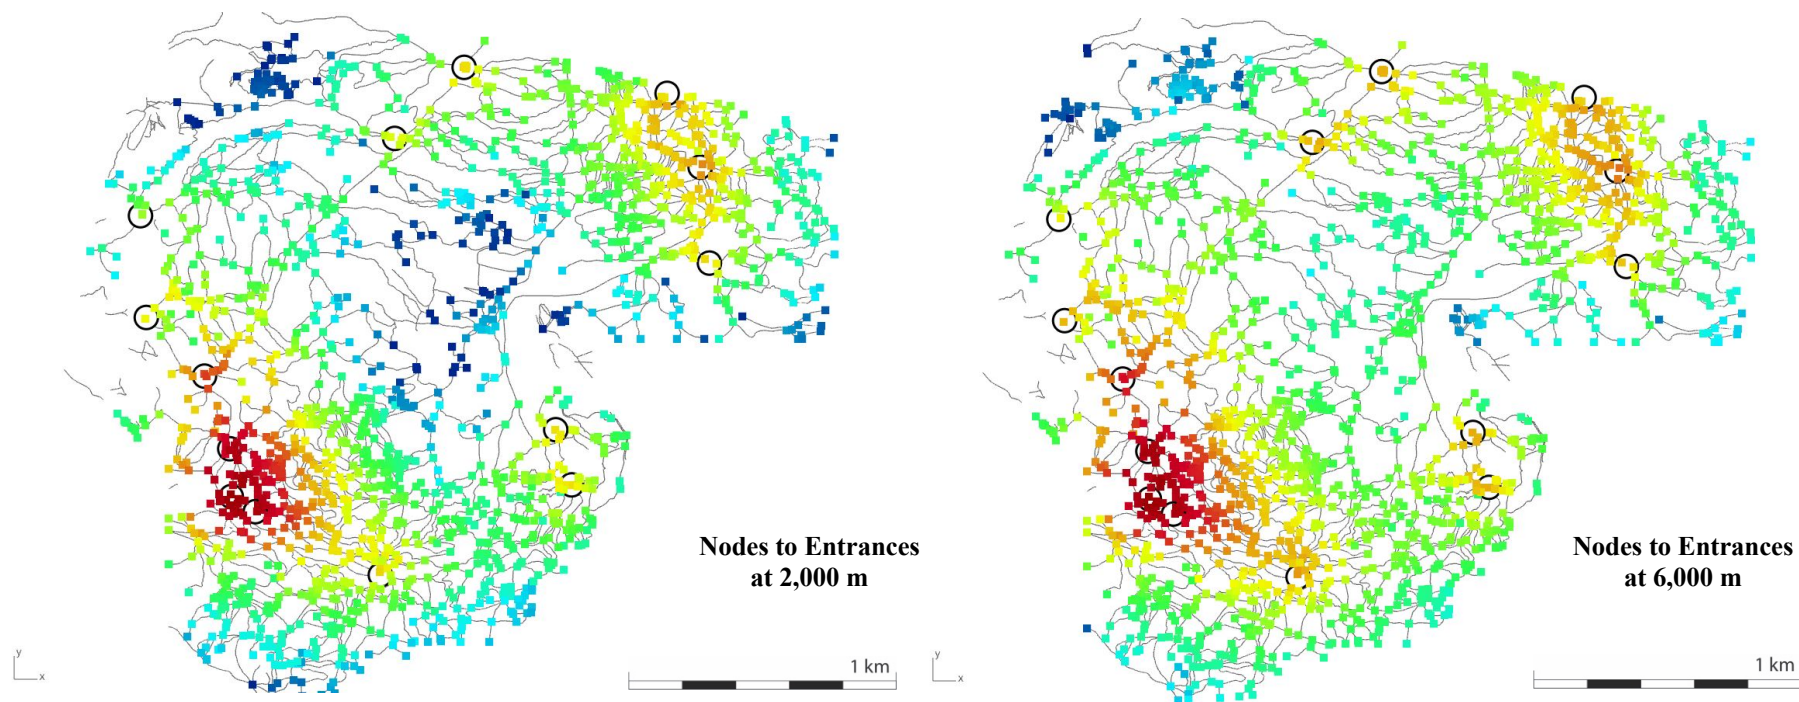 Nodes to Entrances
at 2,000 m
1 km
y
x
Nodes to Entrances
at 6,000 m
1 km
y
x